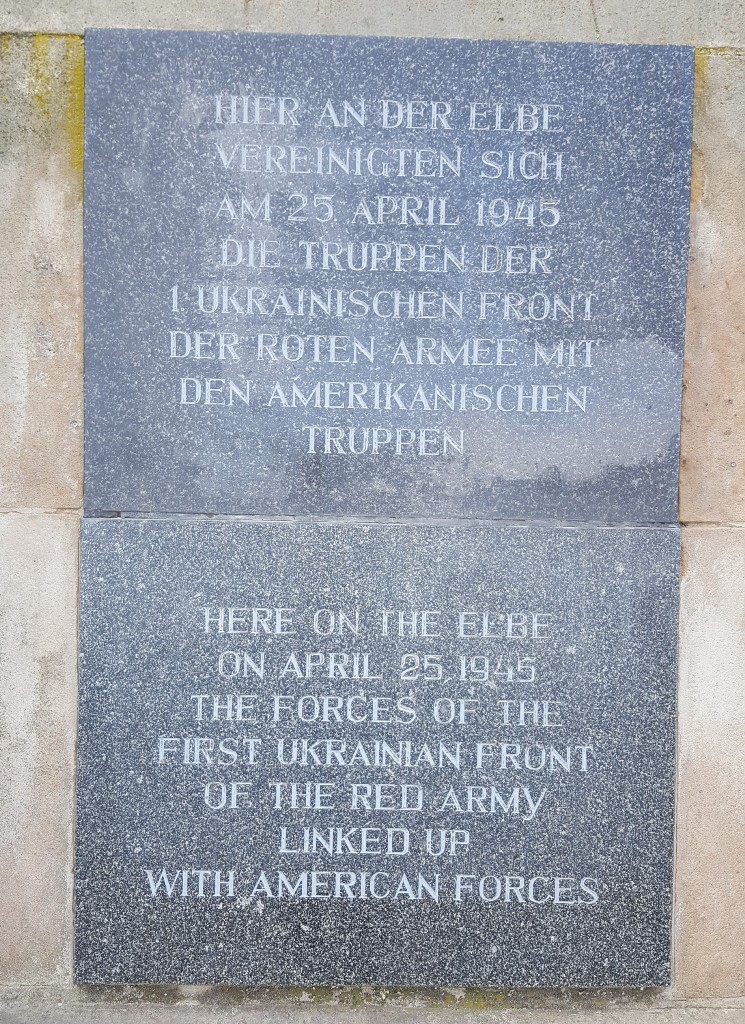 HIER AN DER ELBE
VEREINIGTEN SICH
AM 25. APRIL 1945
DIE TRUPPEN DER
1. UKRAINISCHEN FRONT
DER ROTEN ARMEE MIT
DEN AMERIKANISCHEN
TRUPPEN
HERE ON THE ELBE
ON APRIL 25.1945
THE FORCES OF THE
FIRST UKRAINIAN FRONT
OF THE RED ARMY
LINKED UP
WITH AMERICAN FORCES